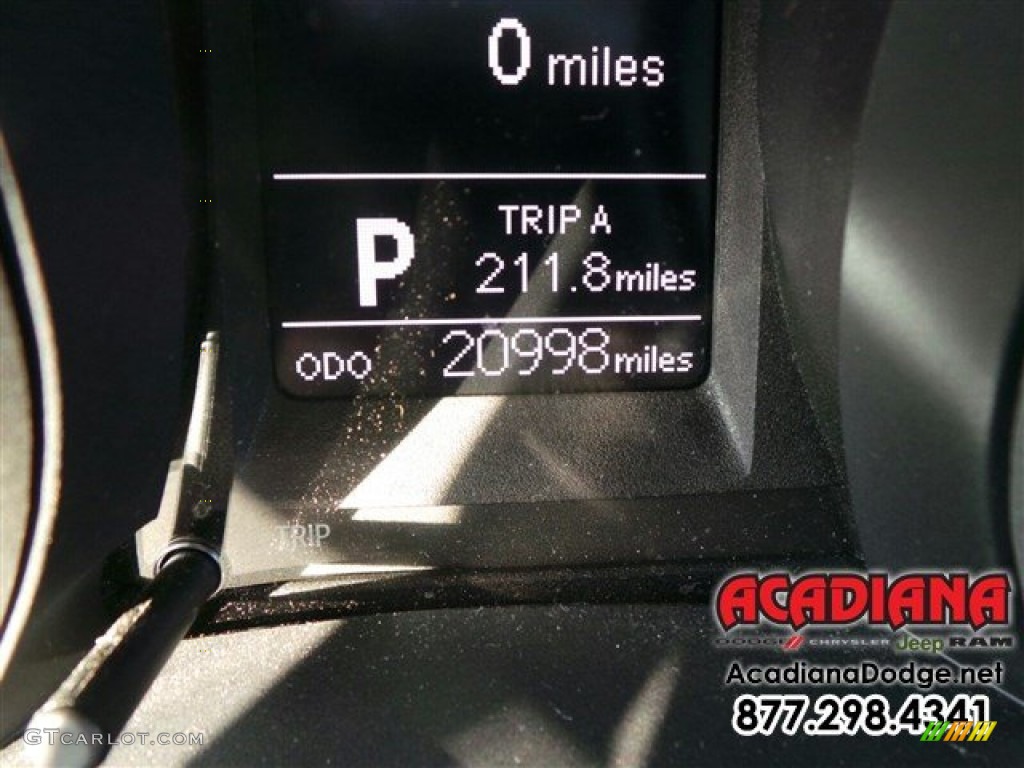 0 miles
TRIP A
P
211.8 miles
ODO 20998 miles
TRIP
ACADIANA
DODGE CHRYSLER Jeep RAM
AcadianaDodge.net
877.298.4341
GTCARLOT.COM